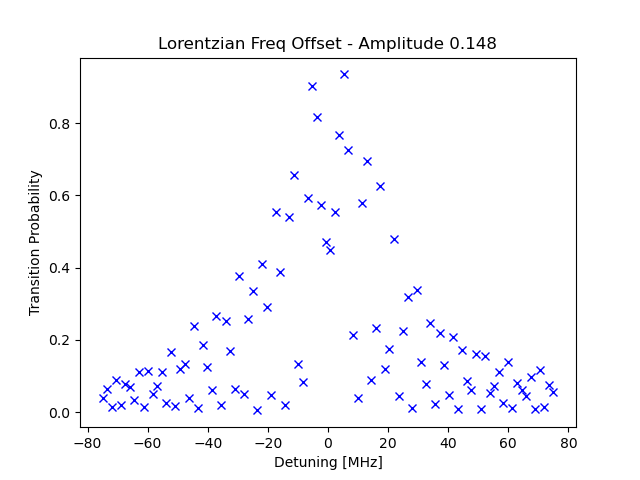 Lorentzian Freq Offset - Amplitude 0.148
Transition Probability
0.8
0.6
0.4
0.2
0.0
−80 −60 −40 −20 0 20 40 60 80
Detuning [MHz]